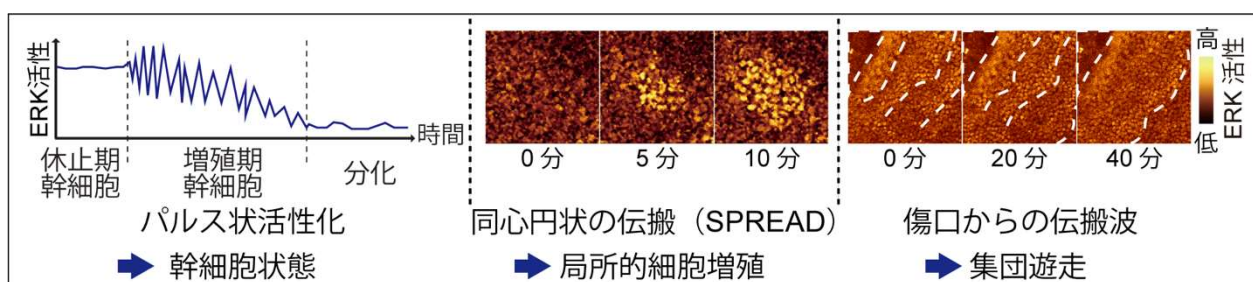 ERK活性
時間
休止期
幹細胞
増殖期
幹細胞
分化
パルス状活性化
幹細胞状態
0 分
5 分
10 分
同心円状の伝搬（SPREAD）
局所的細胞増殖
0 分
20 分
40 分
高
低
ERK 活性
傷口からの伝搬波
集団遊走